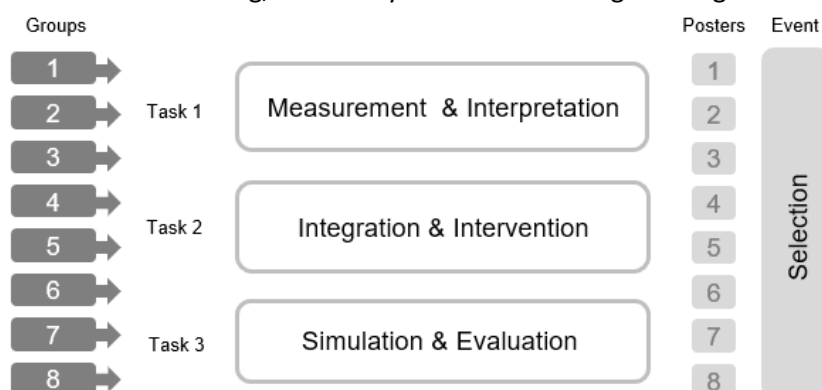 Groups
Posters
Event
1
2
3
4
5
6
7
8
Task 1
Measurement & Interpretation
Task 2
Integration & Intervention
Task 3
Simulation & Evaluation
1
2
3
4
5
6
7
8
Selection